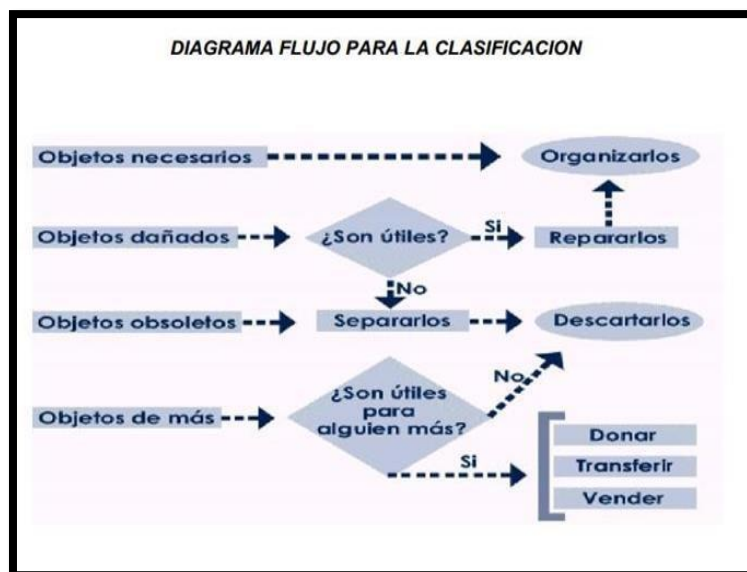 DIAGRAMA FLUJO PARA LA CLASIFICACION
Objetos necesarios
Organizarlos
Objetos dañados
¿Son útiles?
Si
Repararlos
No
Objetos obsoletos
Separarlos
Descartarlos
Objetos de más
¿Son útiles
para
alguien más?
No
Si
Donar
Transferir
Vender